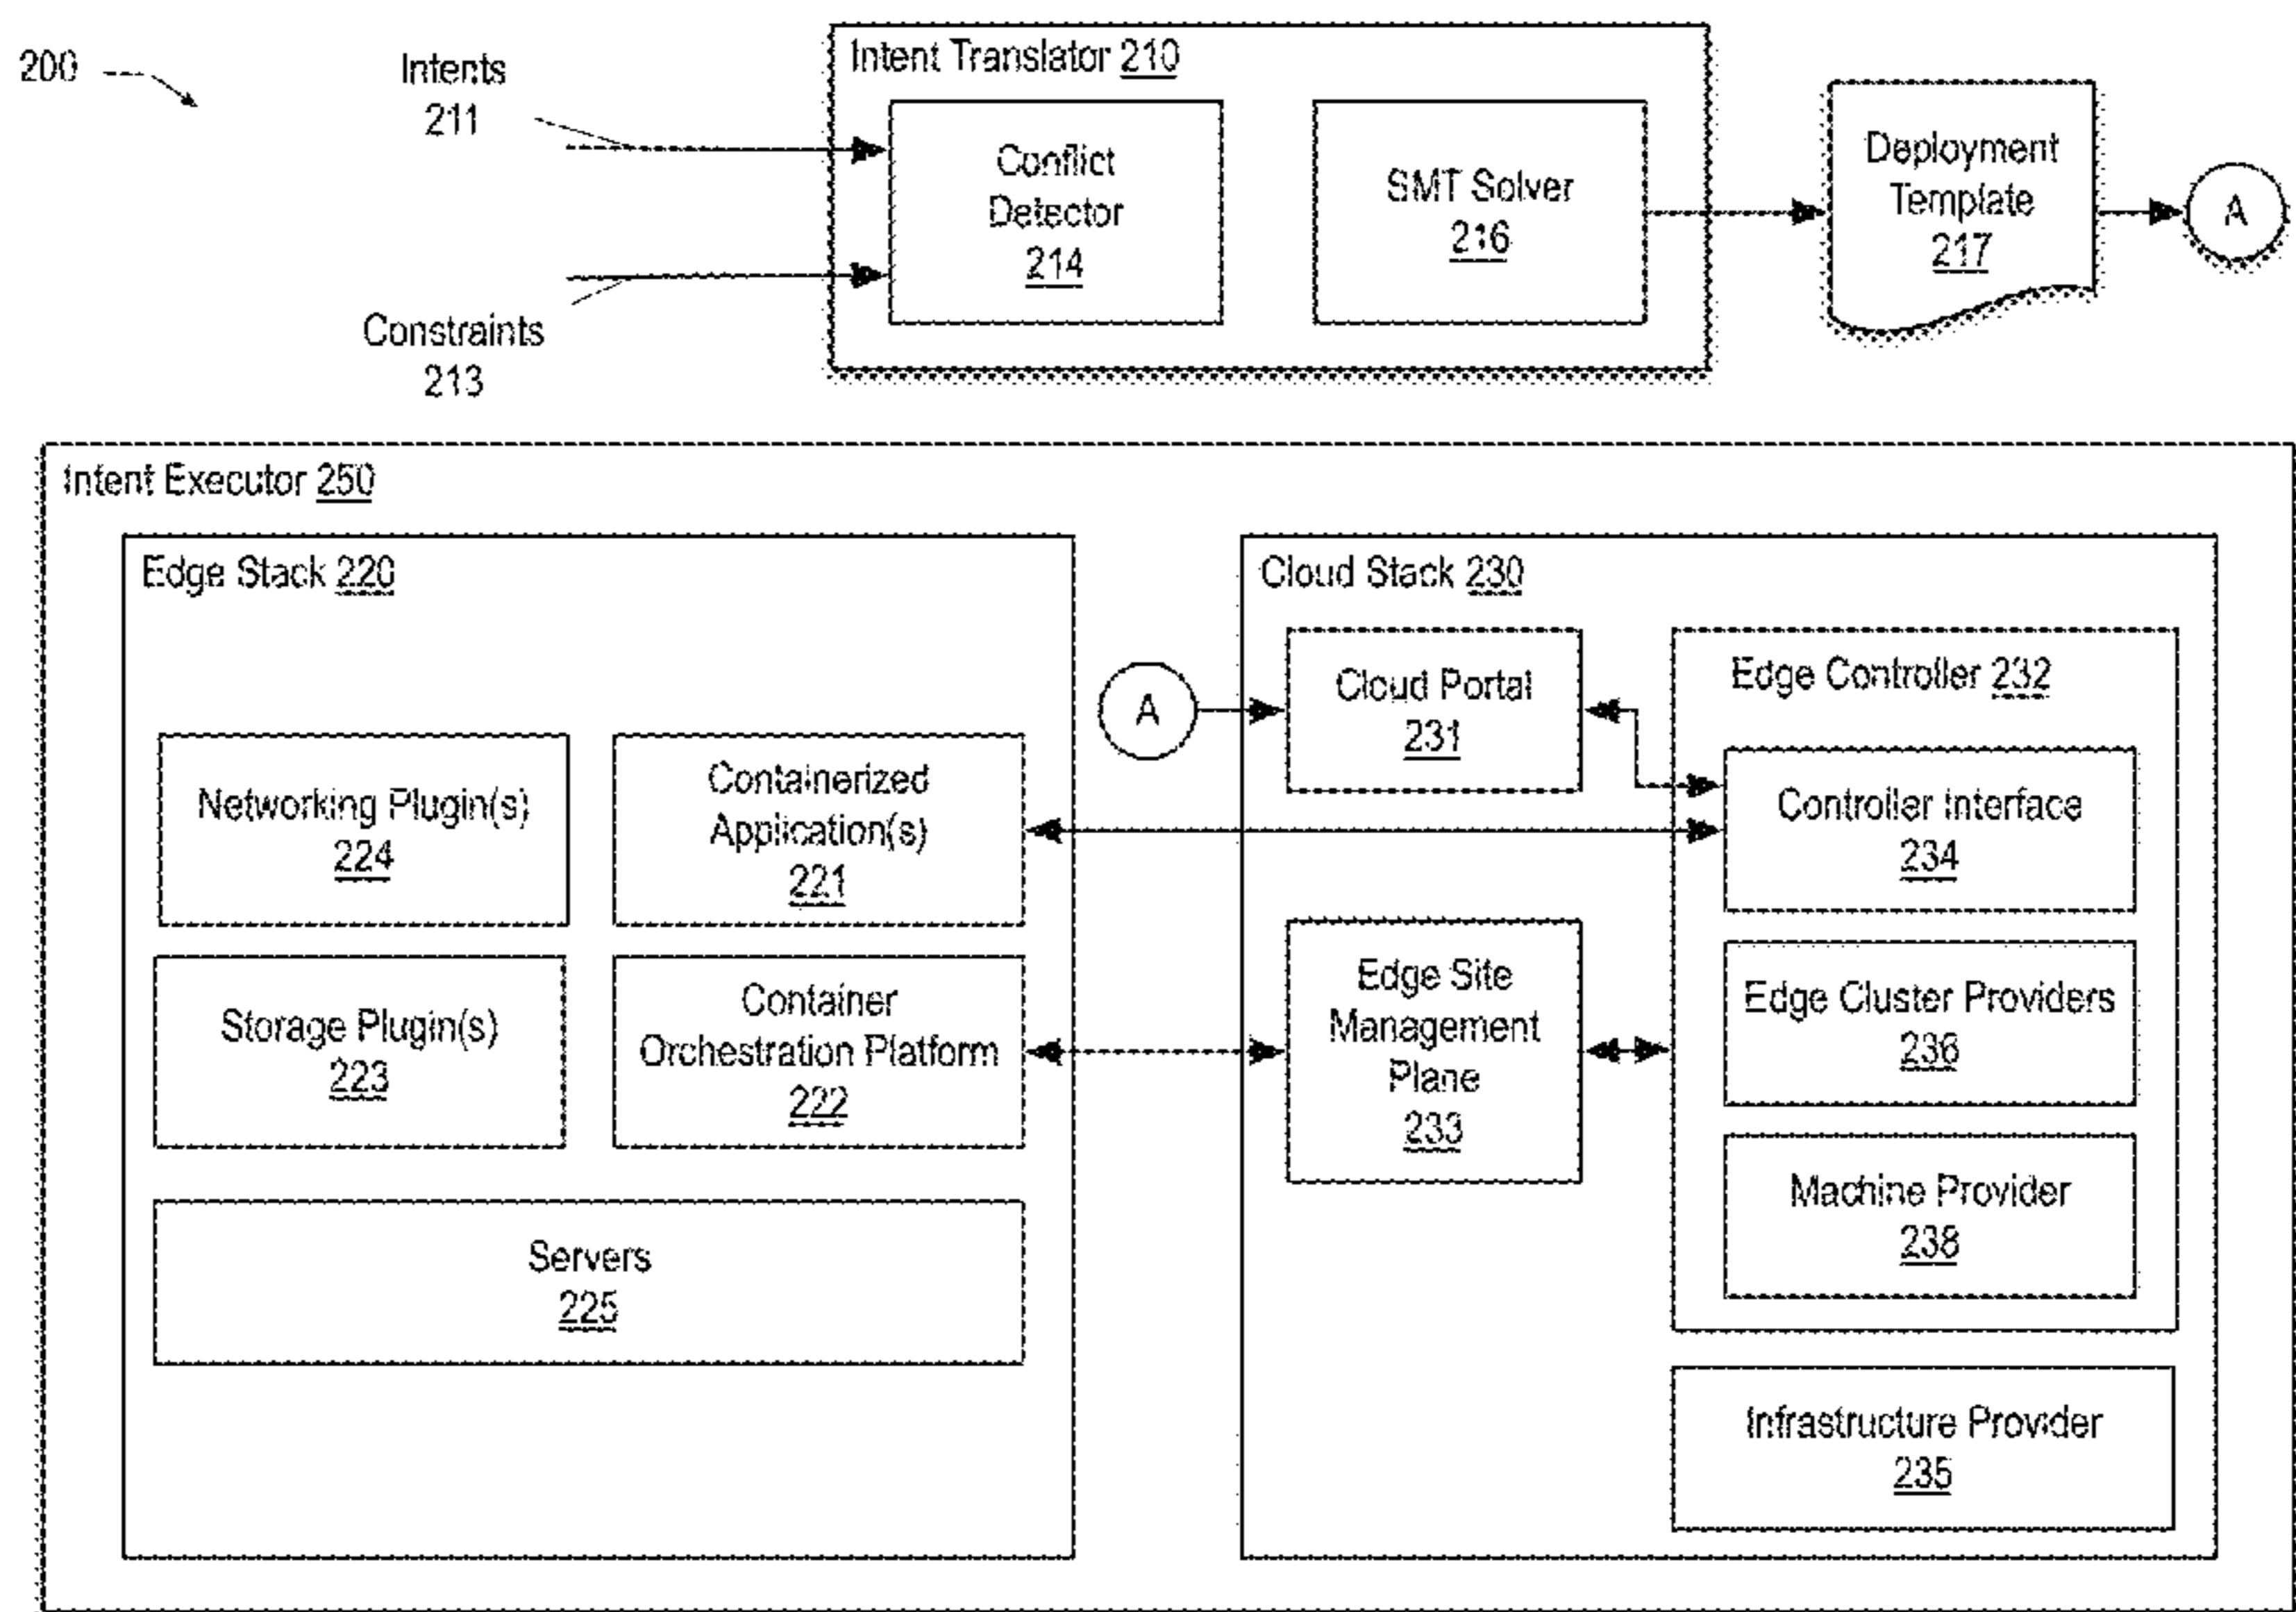 200
Intents
211
Constraints
213
Intent Translator 210
Conflict
Detector
214
SMT Solver
216
Deployment
Template
217
A
Intent Executor 250
Edge Stack 220
Networking Plugin(s)
224
Containerized
Application(s)
221
Storage Plugin(s)
223
Container
Orchestration Platform
222
Servers
225
A
Cloud Stack 230
Cloud Portal
231
Edge Site
Management
Plane
233
Edge Controller 232
Controller Interface
234
Edge Cluster Providers
236
Machine Provider
238
Infrastructure Provider
235